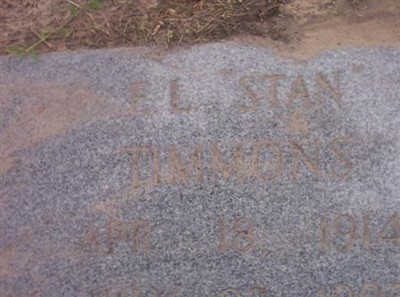 F. L. "STAN"
TIMMONS
APR. 18, 1914